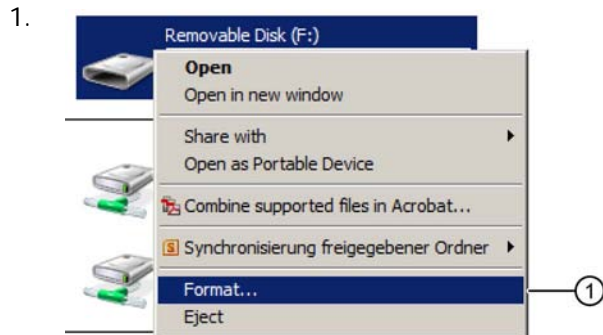 1.
Removable Disk (F:)
Open
Open in new window
Share with
Open as Portable Device
Combine supported files in Acrobat...
Synchronisierung freigegebener Ordner
Format...
1
Eject